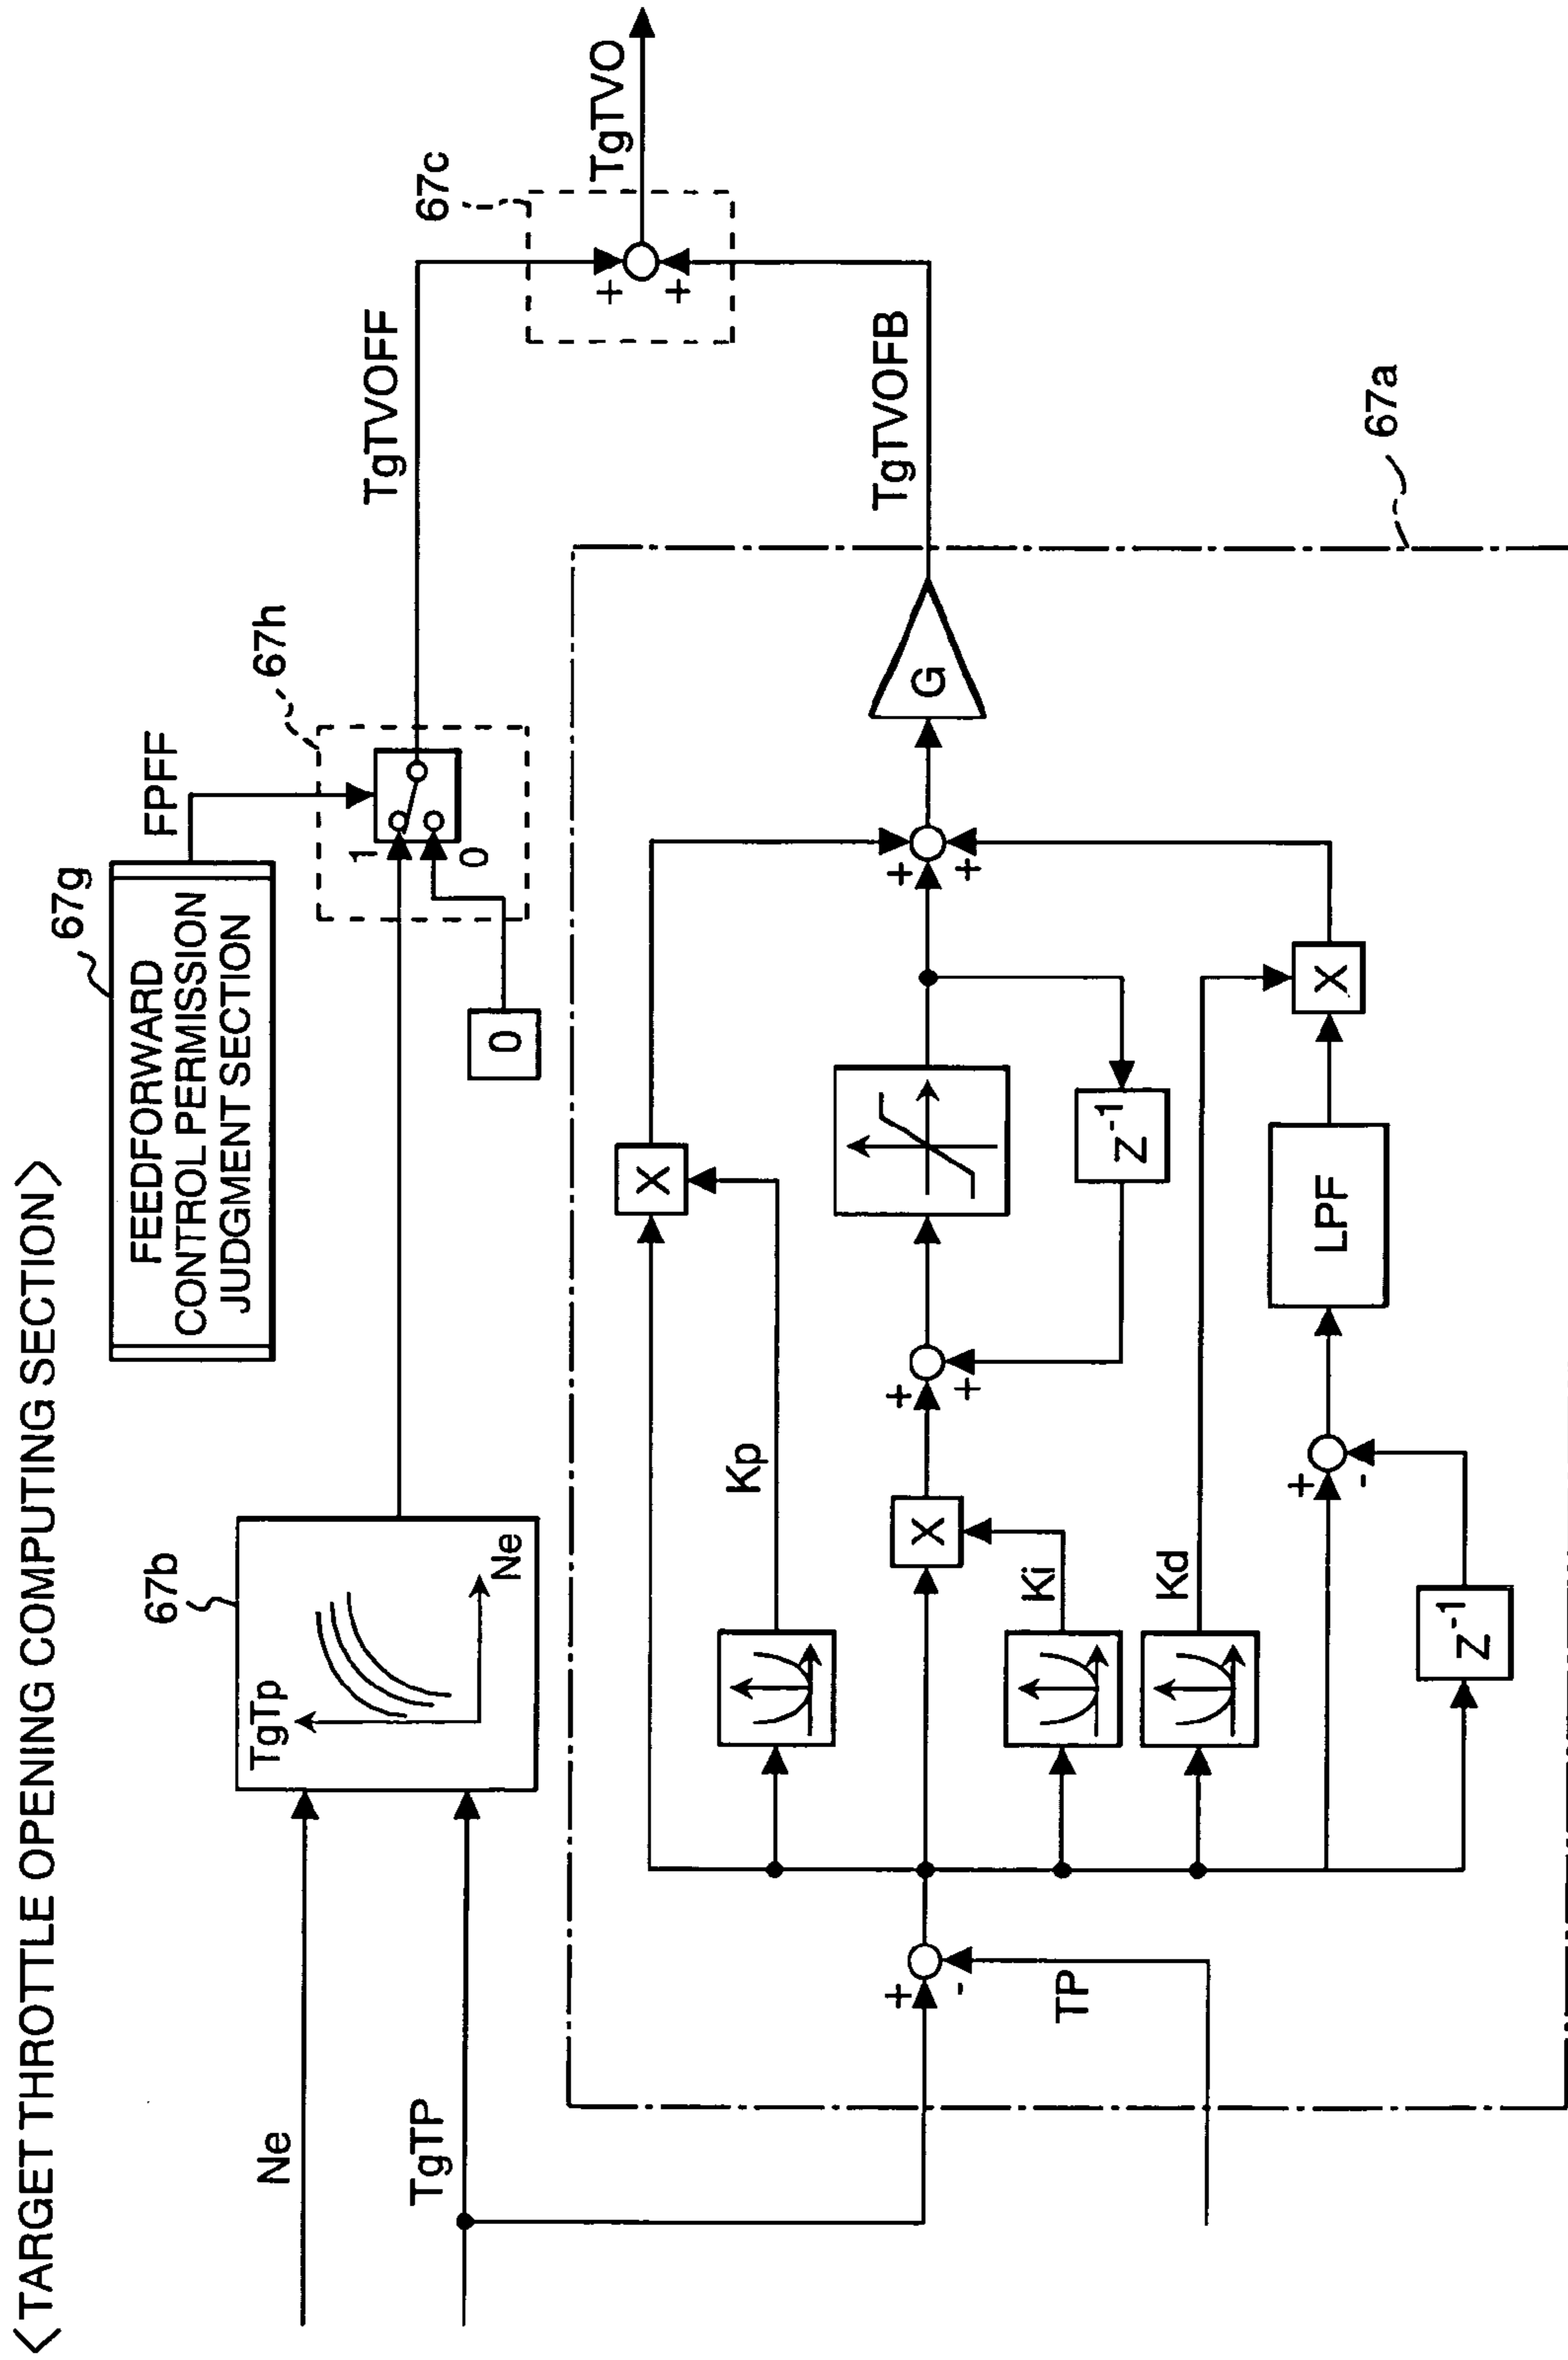 <TARGET THROTTLE OPENING COMPUTING SECTION>
67g
FEEDFORWARD
CONTROL PERMISSION
JUDGMENT SECTION
FPFF
67h
67b
Ne
TgTp
Ne
1
0
0
TgTVOFF
67c
TgTP
+
+
TgTVO
X
Kp
+
-
TP
X
Ki
+
+
Z-1
+
+
G
TgTVOFB
Kd
+
-
Z-1
LPF
X
67a